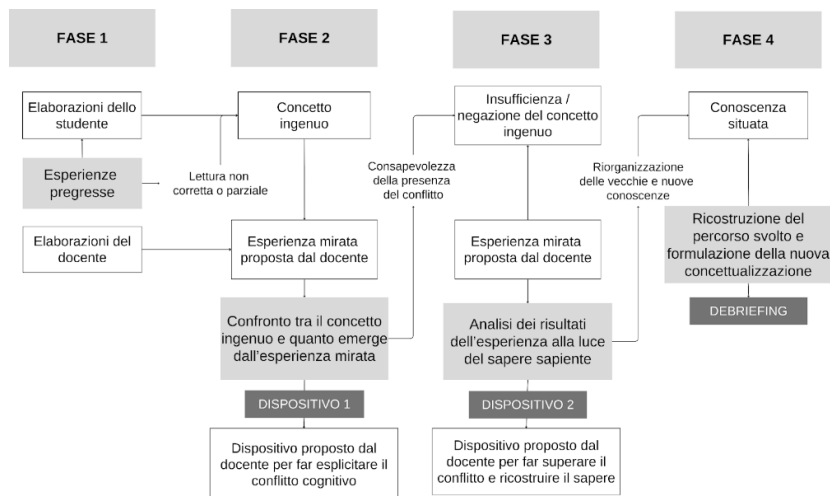 FASE 1
FASE 2
FASE 3
FASE 4
Elaborazioni dello
studente
Esperienze
pregresse
Lettura non
corretta o parziale
Elaborazioni del
docente
Concetto
ingenuo
Esperienza mirata
proposta dal docente
Confronto tra il concetto
ingenuo e quanto emerge
dall'esperienza mirata
DISPOSITIVO 1
Dispositivo proposto dal
docente per far esplicitare il
conflitto cognitivo
Consapevolezza
della presenza
del conflitto
Insufficienza /
negazione del concetto
ingenuo
Esperienza mirata
proposta dal docente
Analisi dei risultati
dell'esperienza alla luce
del sapere sapiente
DISPOSITIVO 2
Dispositivo proposto dal
docente per far superare il
conflitto e ricostruire il sapere
Riorganizzazione
delle vecchie e nuove
conoscenze
Conoscenza
situata
Ricostruzione del
percorso svolto e
formulazione della nuova
concettualizzazione
DEBRIEFING